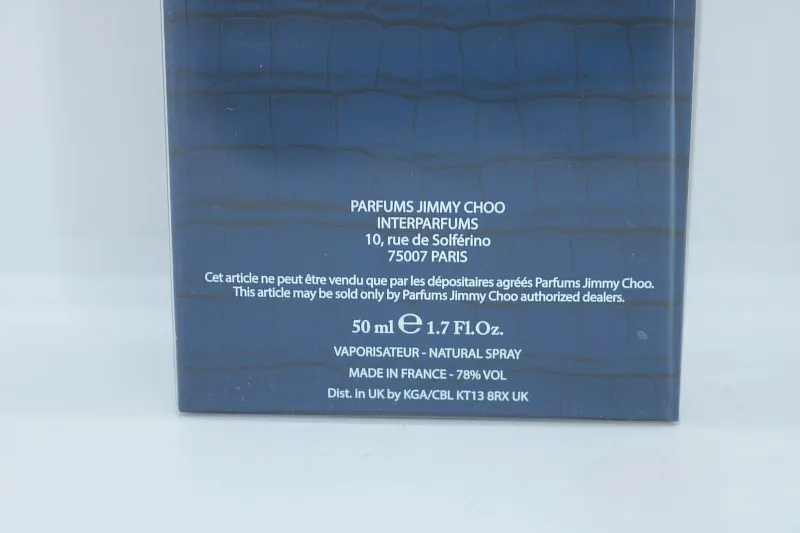 PARFUMS JIMMY CHOO
INTERPARFUMS
10, rue de Solférino
75007 PARIS
Cet article ne peut être vendu que par les dépositaires agréés Parfums Jimmy Choo.
This article may be sold only by Parfums Jimmy Choo authorized dealers.
50 ml ℮ 1.7 Fl.Oz.
VAPORISATEUR - NATURAL SPRAY
MADE IN FRANCE - 78% VOL
Dist. in UK by KGA/CBL KT13 8RX UK